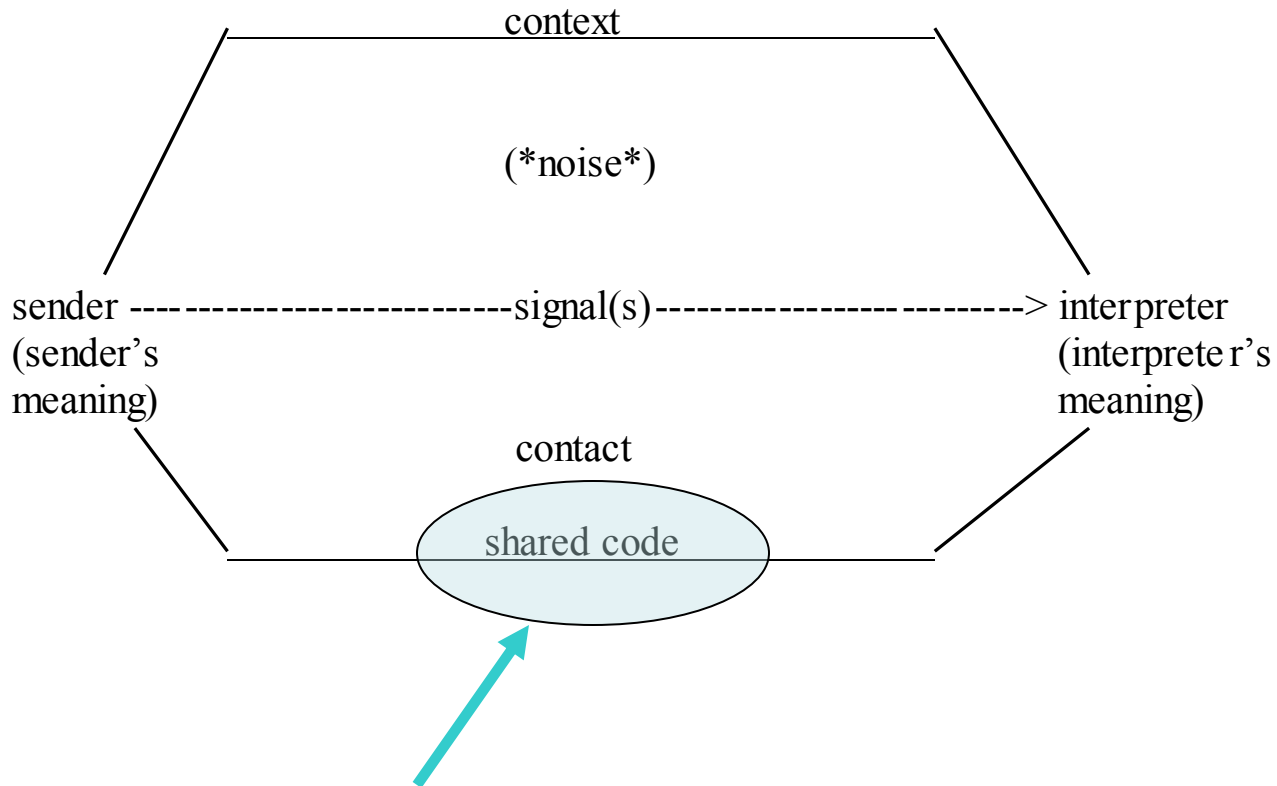 context
(*noise*)
sender ---- ------------------------signal(s)------------------------ -----> interpreter
(sender’s
meaning)
(interpreter’s
meaning)
contact
shared code